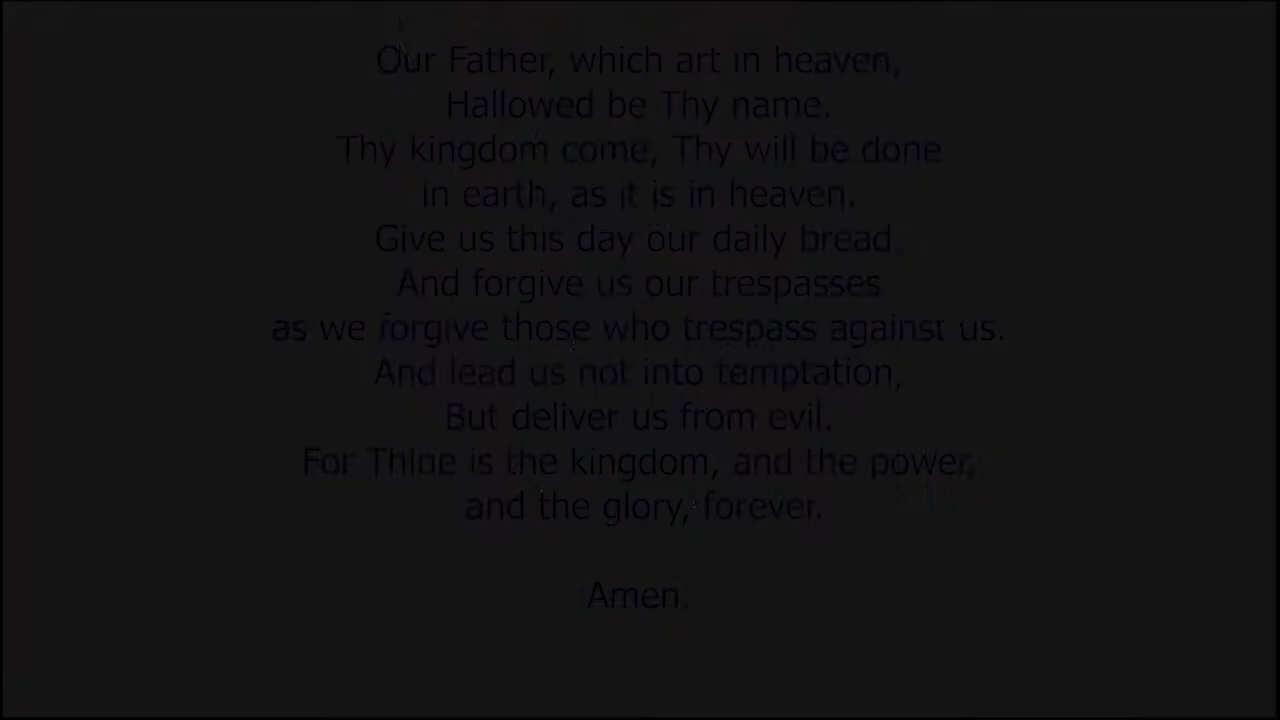 Our Father, which art in heaven,
Hallowed be Thy name.
Thy kingdom come, Thy will be done
in earth, as it is in heaven.
Give us this day our daily bread
And forgive us our trespasses
as we forgive those who trespass against us.
And lead us not into temptation,
But deliver us from evil.
For Thine is the kingdom, and the power,
and the glory, forever.
Amen.